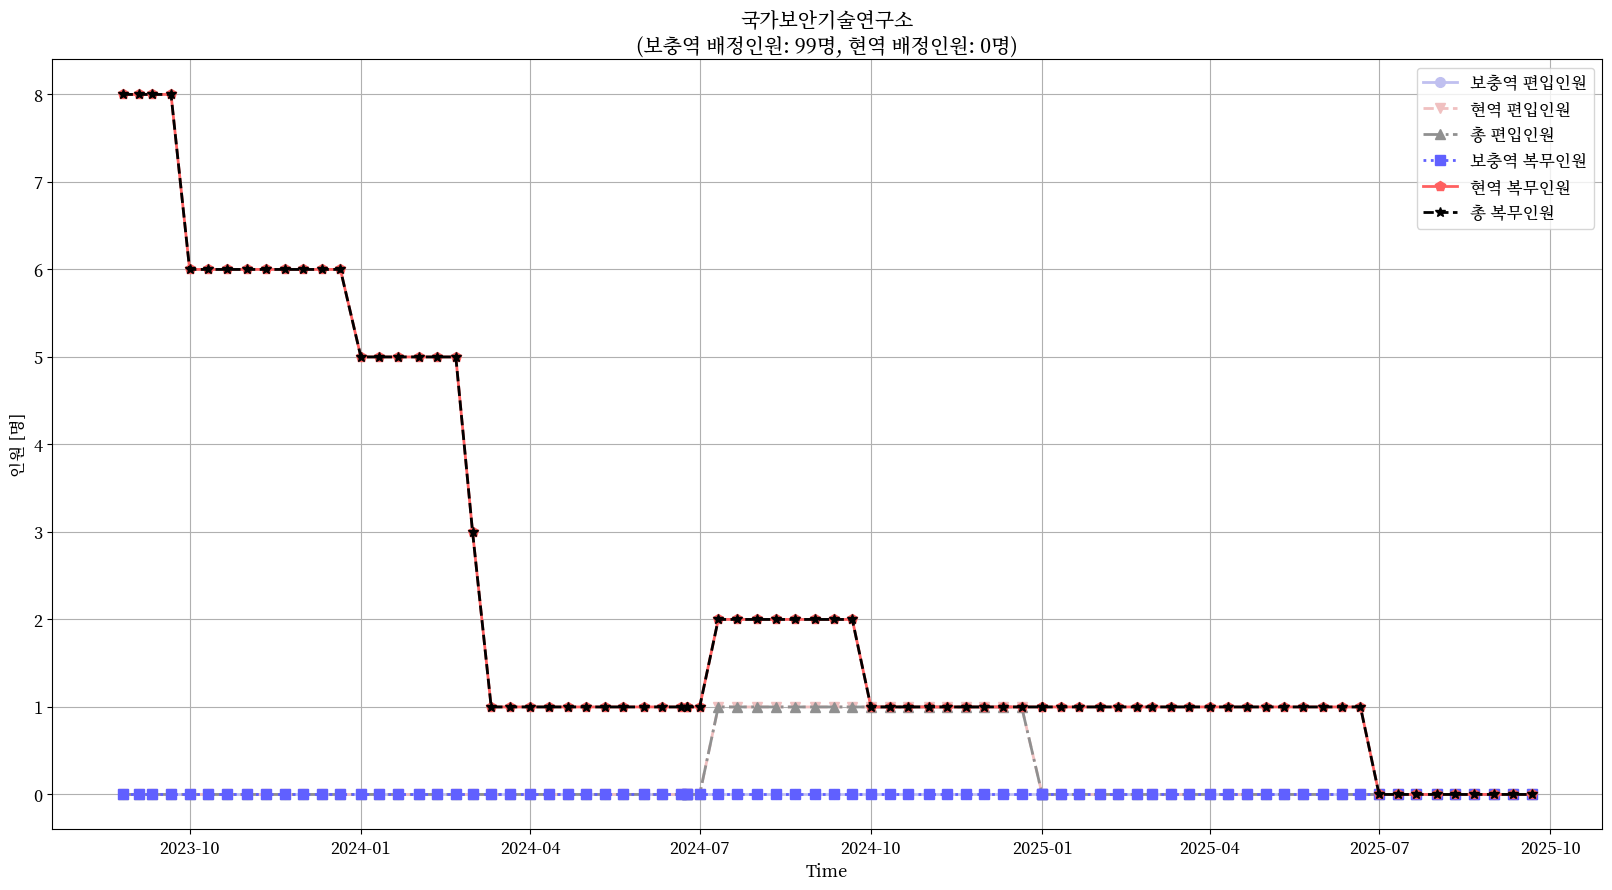 국가보안기술연구소
(보충역 배정인원: 99명, 현역 배정인원: 0명)
보충역 편입인원
현역 편입인원
총 편입인원
보충역 복무인원
현역 복무인원
총 복무인원
인원 [명]
8
7
6
5
4
3
2
1
0
2023-10
2024-01
2024-04
2024-07
2024-10
2025-01
2025-04
2025-07
2025-10
Time